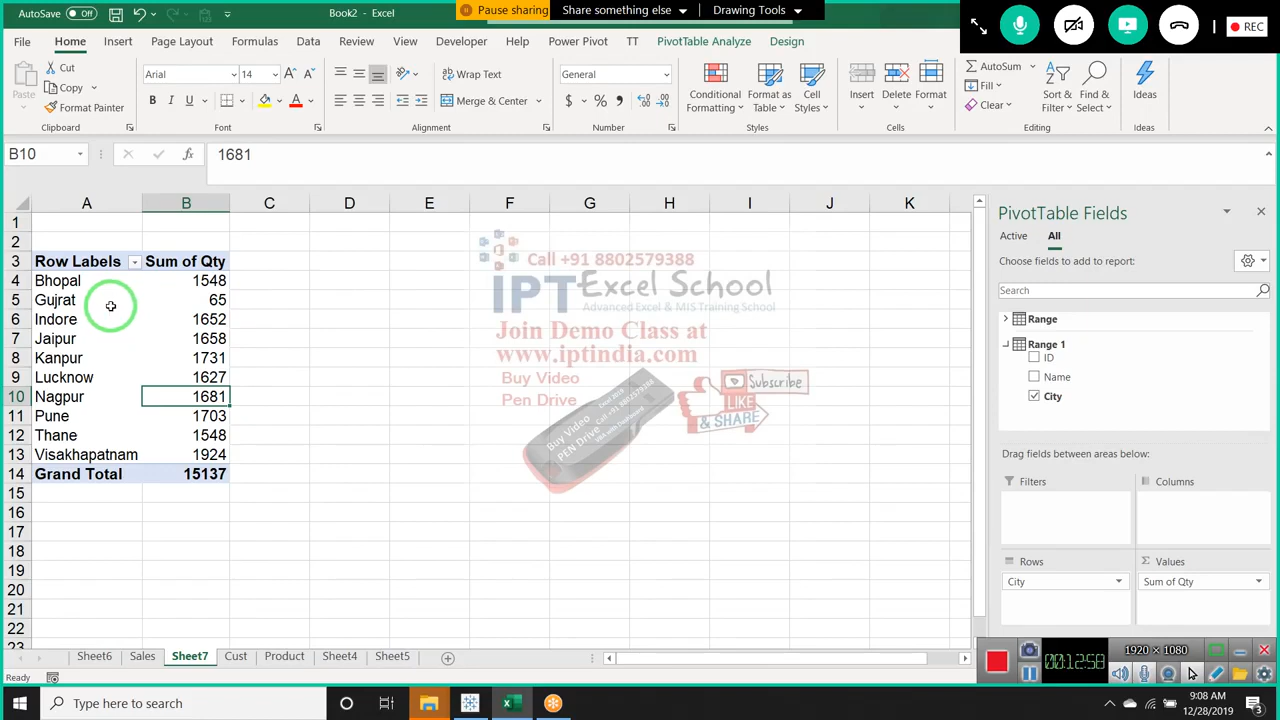 AutoSave Off Book2 - Excel Pause sharing Share something else Drawing Tools REC
File Home Insert Page Layout Formulas Data Review View Developer Help Power Pivot TT PivotTable Analyze Design
Paste Cut Copy Format Painter
Clipboard
Arial 14
B I U
Font
Wrap Text
Merge & Center
Alignment
General
$ % ,
Number
Conditional Formatting Format as Table Cell Styles
Styles
Insert Delete Format
Cells
AutoSum
Fill
Clear
Sort & Filter Find & Select
Editing
Ideas
Ideas
B10 fx 1681
A B C D E F G H I J K
1
2
3 Row Labels Sum of Qty
4 Bhopal 1548
5 Gujrat 65
6 Indore 1652
7 Jaipur 1658
8 Kanpur 1731
9 Lucknow 1627
10 Nagpur 1681
11 Pune 1703
12 Thane 1548
13 Visakhapatnam 1924
14 Grand Total 15137
15
16
17
18
19
20
21
22
23
Call +91 8802579388
IPT Excel School
Advanced Excel & MIS Training School
Join Demo Class at
www.iptindia.com
Buy Video
Pen Drive
Subscribe
LIKE
& SHARE
Buy Video
PEN Drive
PivotTable Fields
Active All
Choose fields to add to report:
Search
Range
Range 1
ID
Name
City
Drag fields between areas below:
Filters Columns
Rows Values
City Sum of Qty
Sheet6 Sales Sheet7 Cust Product Sheet4 Sheet5
Ready
00:12:58 1920 × 1080
Type here to search
9:08 AM
12/28/2019
3